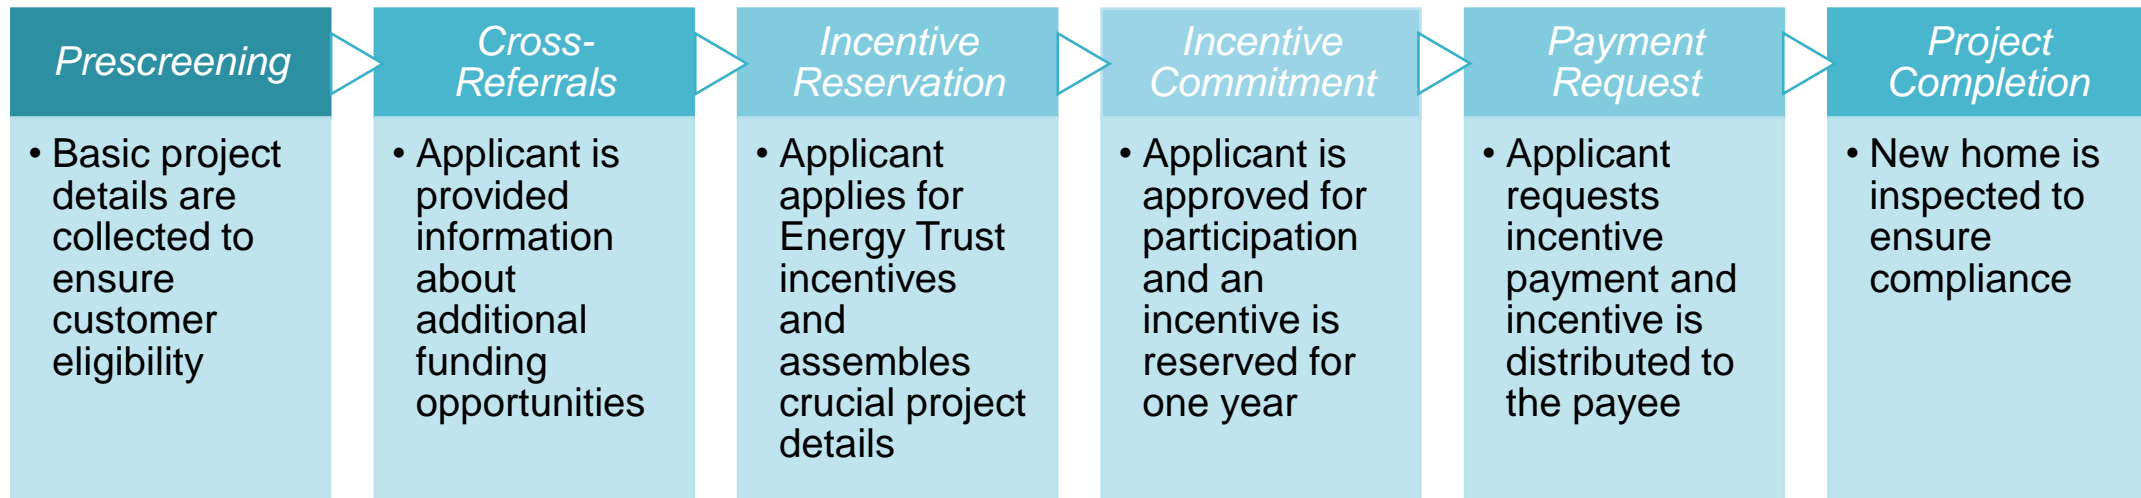 Prescreening
• Basic project
details are
collected to
ensure
customer
eligibility
Cross-
Referrals
• Applicant is
provided
information
about
additional
funding
opportunities
Incentive
Reservation
• Applicant
applies for
Energy Trust
incentives
and
assembles
crucial project
details
Incentive
Commitment
• Applicant is
approved for
participation
and an
incentive is
reserved for
one year
Payment
Request
• Applicant
requests
incentive
payment and
incentive is
distributed to
the payee
Project
Completion
• New home is
inspected to
ensure
compliance